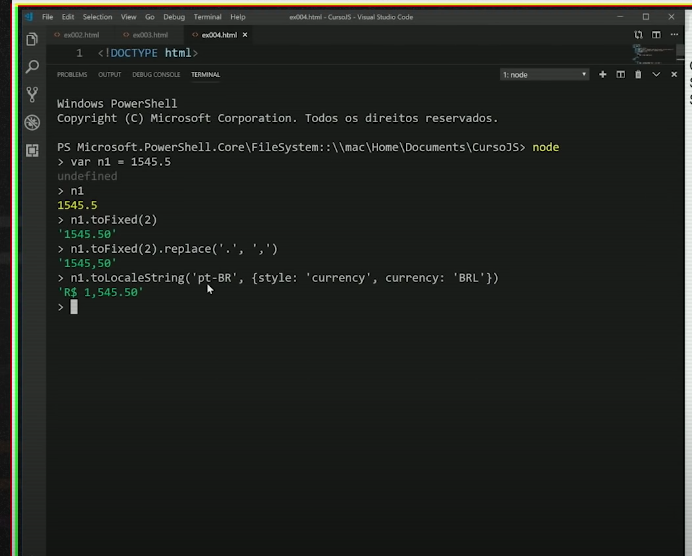 File Edit Selection View Go Debug Terminal Help ex004.html - CursoJS - Visual Studio Code
ex002.html ex003.html ex004.html
1 <!DOCTYPE html>
PROBLEMS OUTPUT DEBUG CONSOLE TERMINAL 1: node
Windows PowerShell
Copyright (C) Microsoft Corporation. Todos os direitos reservados.
PS Microsoft.PowerShell.Core\FileSystem::\\mac\Home\Documents\CursoJS> node
> var n1 = 1545.5
undefined
> n1
1545.5
> n1.toFixed(2)
'1545.50'
> n1.toFixed(2).replace('.', ',')
'1545,50'
> n1.toLocaleString('pt-BR', {style: 'currency', currency: 'BRL'})
'R$ 1,545.50'
>